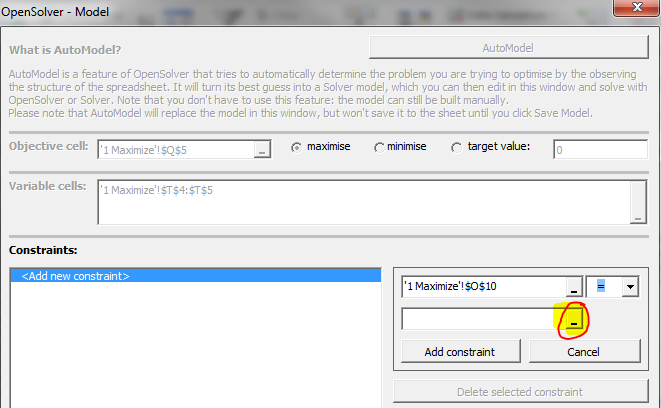 OpenSolver - Model
What is AutoModel?
AutoModel
AutoModel is a feature of OpenSolver that tries to automatically determine the problem you are trying to optimise by the observing
the structure of the spreadsheet. It will turn its best guess into a Solver model, which you can then edit in this window and solve with
OpenSolver or Solver. Note that you don't have to use this feature: the model can still be built manually.
Please note that AutoModel will replace the model in this window, but won't save it to the sheet until you click Save Model.
Objective cell: '1 Maximize'!$Q$5 _ maximise minimise target value: 0
Variable cells: '1 Maximize'!$T$4:$T$5 _
Constraints:
<Add new constraint>
'1 Maximize'!$O$10 _ =
_
Add constraint Cancel
Delete selected constraint